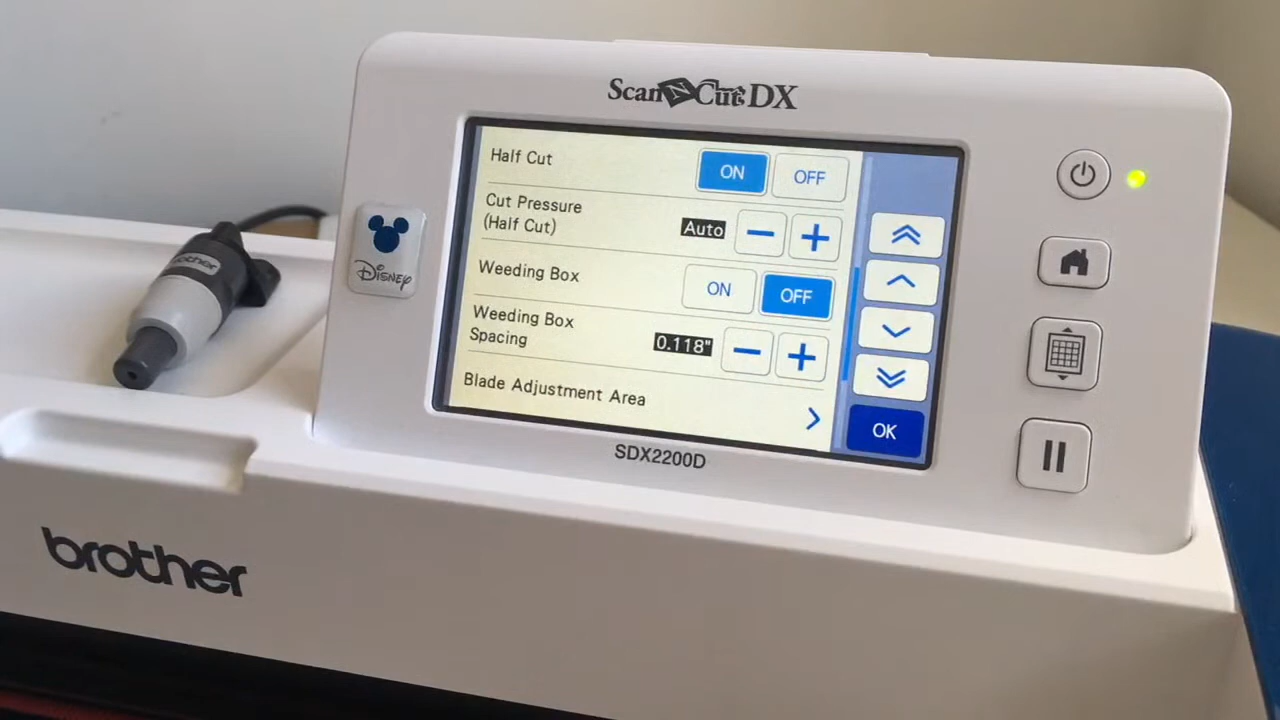 ScanNCut DX
Half Cut
ON OFF
Cut Pressure
(Half Cut)
Auto
Weeding Box
ON OFF
Weeding Box
Spacing
0.118"
Blade Adjustment Area
OK
SDX2200D
Disney
brother
brother